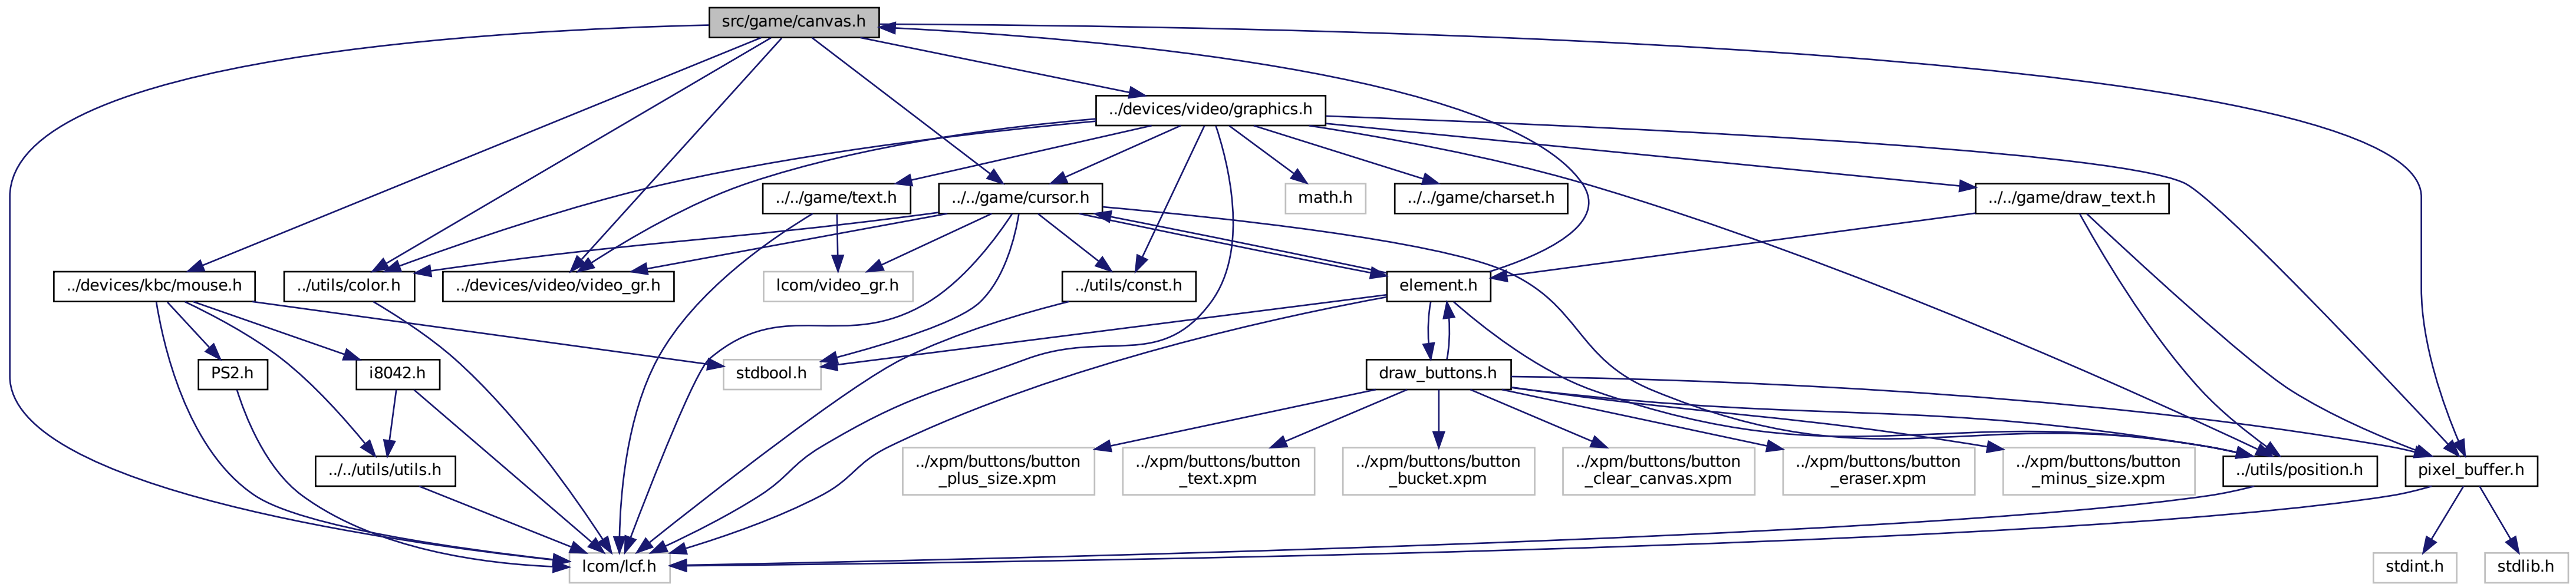 src/game/canvas.h
../devices/video/graphics.h
../../game/text.h
../../game/cursor.h
math.h
../../game/charset.h
../../game/draw_text.h
../devices/kbc/mouse.h
../utils/color.h
../devices/video/video_gr.h
lcom/video_gr.h
../utils/const.h
element.h
PS2.h
i8042.h
stdbool.h
draw_buttons.h
../../utils/utils.h
../xpm/buttons/button
_plus_size.xpm
../xpm/buttons/button
_text.xpm
../xpm/buttons/button
_bucket.xpm
../xpm/buttons/button
_clear_canvas.xpm
../xpm/buttons/button
_eraser.xpm
../xpm/buttons/button
_minus_size.xpm
../utils/position.h
pixel_buffer.h
lcom/lcf.h
stdint.h
stdlib.h